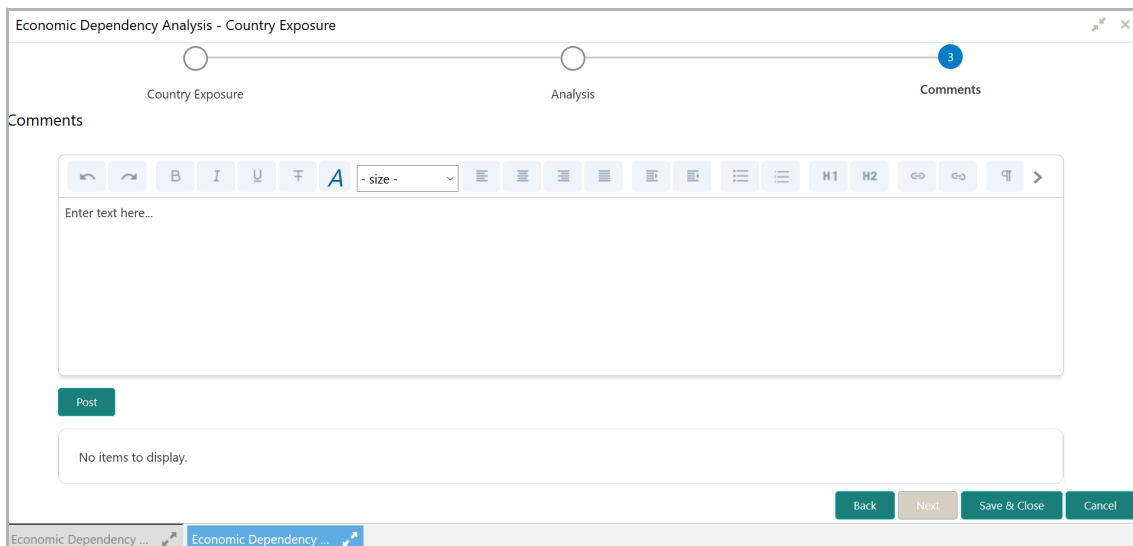 Economic Dependency Analysis - Country Exposure
3
Country Exposure
Analysis
Comments
Comments
B I U T A - size - H1 H2 ¶
Enter text here...
Post
No items to display.
Back Next Save & Close Cancel
Economic Dependency ... Economic Dependency ...